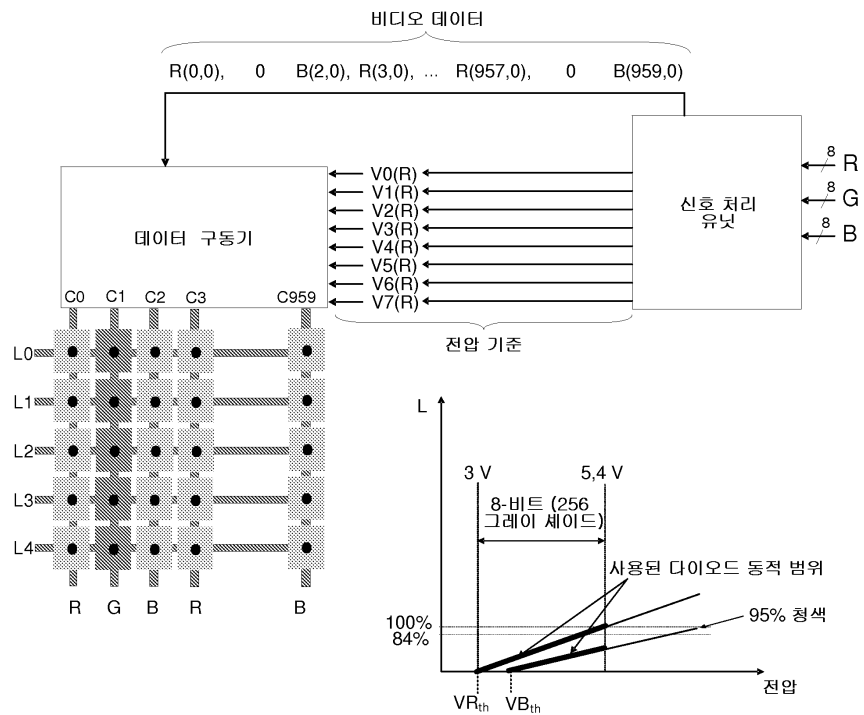 비디오 데이터
R(0,0), 0 B(2,0), R(3,0), ... R(957,0), 0 B(959,0)
8
R
8
G
8
B
신호 처리
유닛
V0(R)
V1(R)
V2(R)
V3(R)
V4(R)
V5(R)
V6(R)
V7(R)
데이터 구동기
C0 C1 C2 C3 C959
전압 기준
L0
L1
L2
L3
L4
R G B R B
L
3 V 5,4 V
8-비트 (256
그레이 셰이드)
사용된 다이오드 동적 범위
100%
84%
95% 청색
전압
VRth VBth